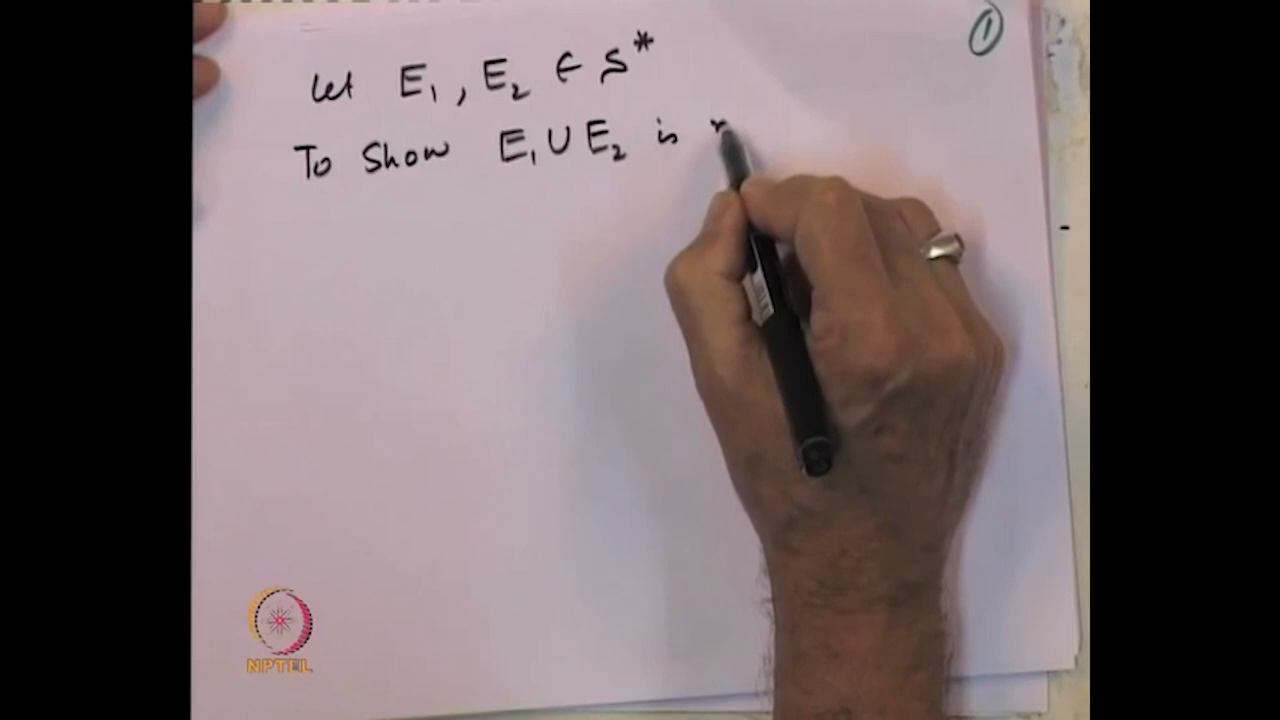 ①
Let E₁, E₂ ∈ S*
To Show E₁ ∪ E₂ is
NPTEL